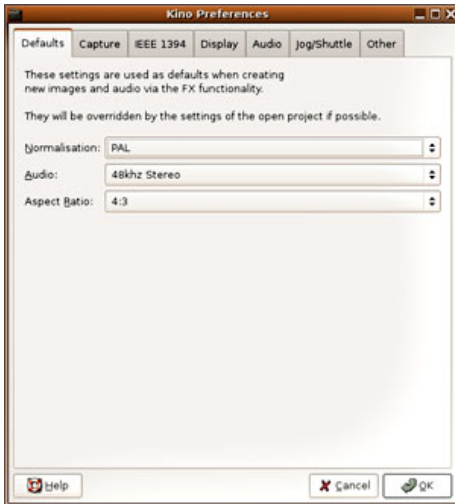 Kino Preferences
Defaults Capture IEEE 1394 Display Audio Jog/Shuttle Other
These settings are used as defaults when creating
new images and audio via the FX functionality.
They will be overridden by the settings of the open project if possible.
Normalisation: PAL
Audio: 48khz Stereo
Aspect Ratio: 4:3
Help Cancel OK